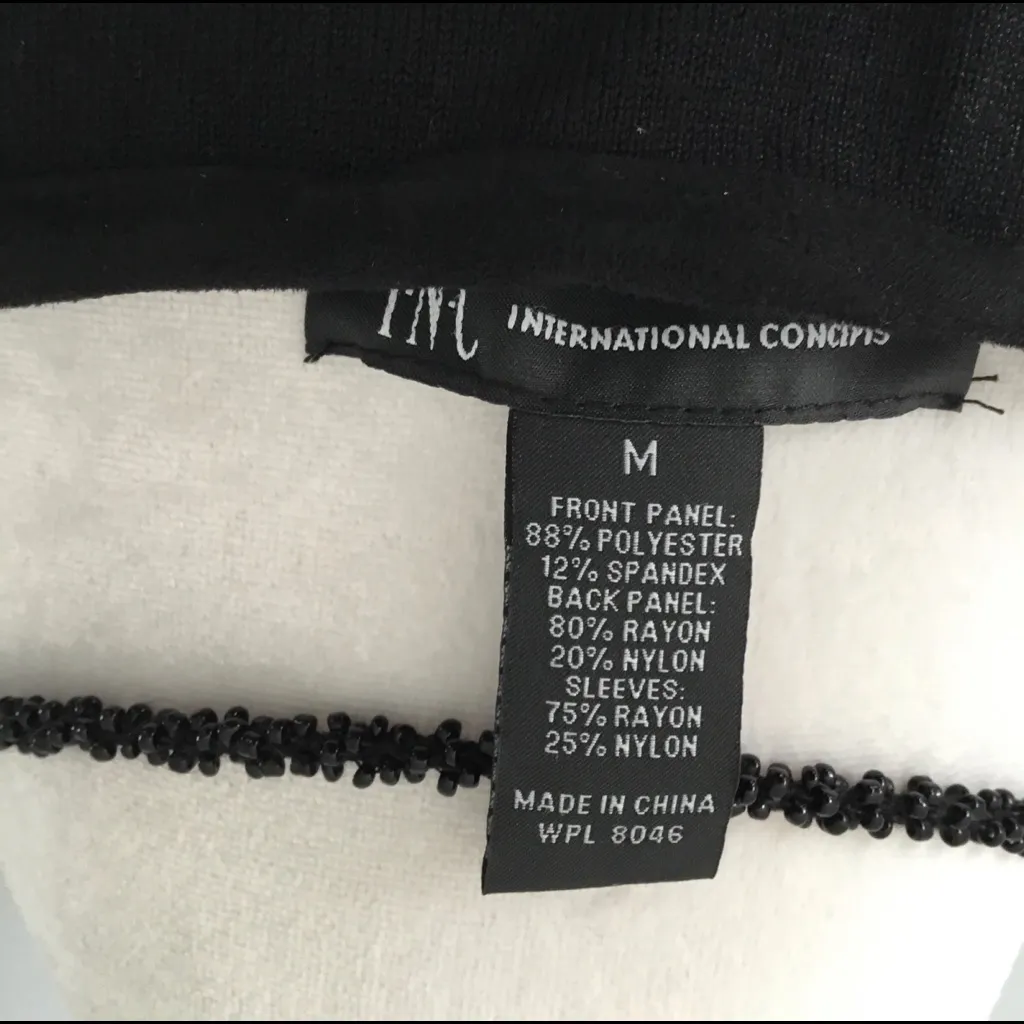 INTERNATIONAL CONCEPTS
M
FRONT PANEL:
88% POLYESTER
12% SPANDEX
BACK PANEL:
80% RAYON
20% NYLON
SLEEVES:
75% RAYON
25% NYLON
MADE IN CHINA
WPL 8046